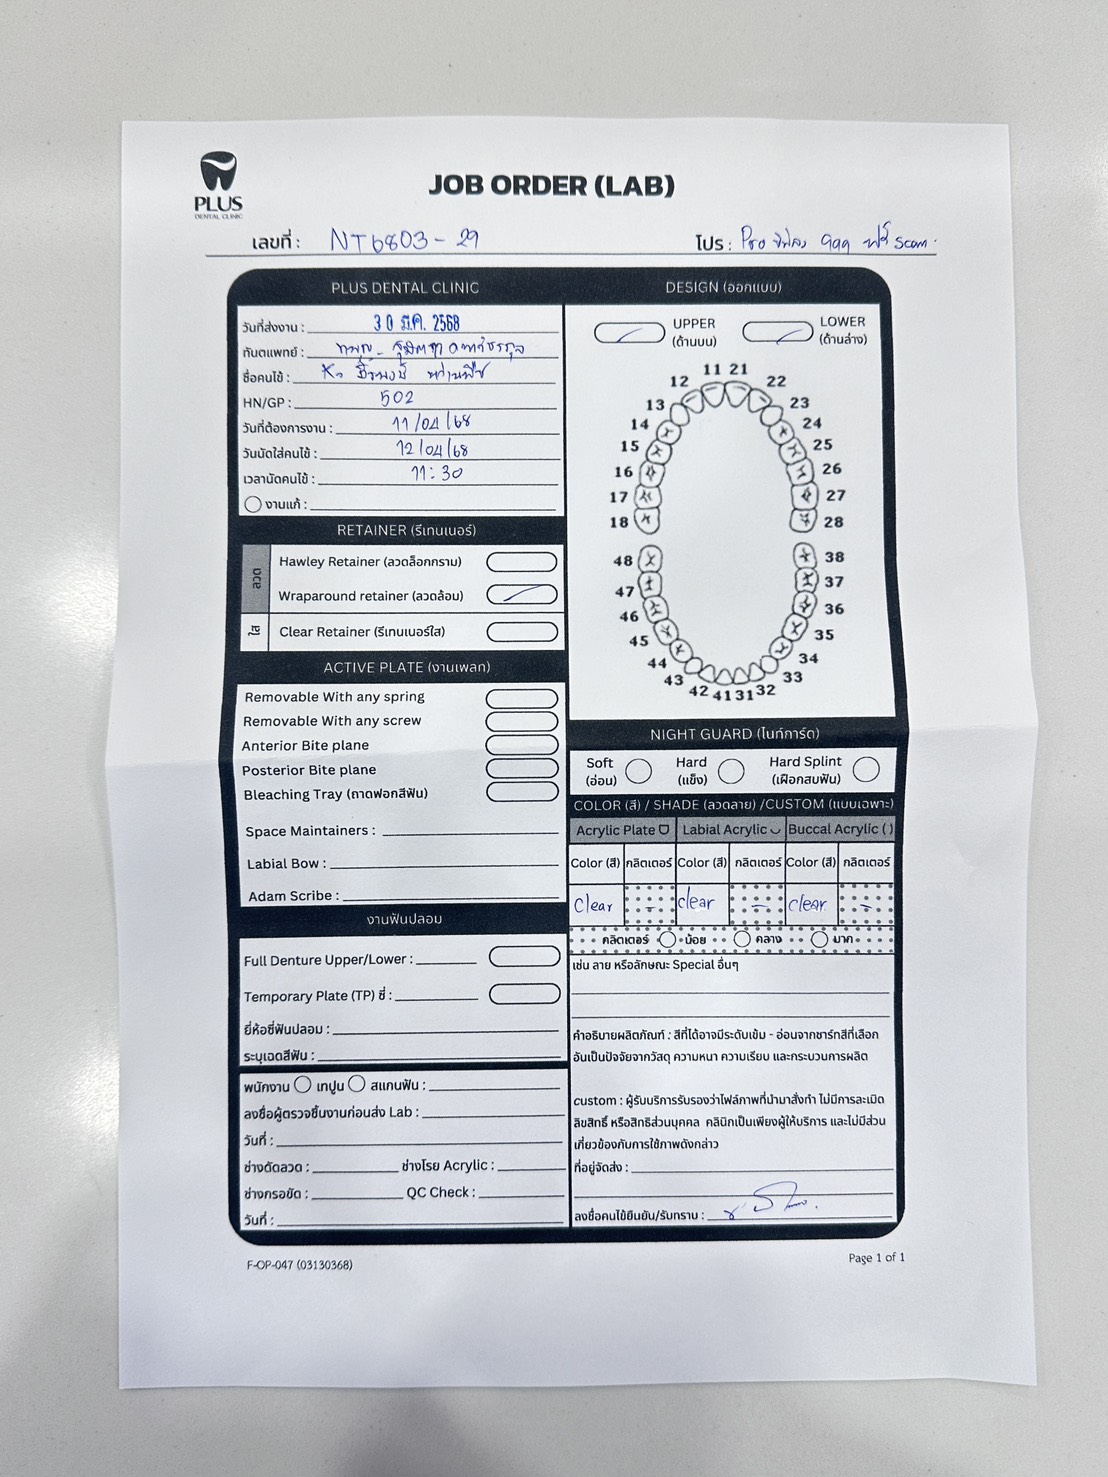 PLUS
DENTAL CLINIC
JOB ORDER (LAB)
เลขที่ : NT6803-29
โปร : Pro 999 ฟรี scan.
PLUS DENTAL CLINIC
วันที่ส่งงาน : 30 มี.ค. 2568
ทันตแพทย์ :
ชื่อคนไข้ : K.
HN/GP : 502
วันที่ต้องการงาน : 11/04/68
วันนัดใส่คนไข้ : 12/04/68
เวลานัดคนไข้ : 11:30
งานแก้ :
RETAINER (รีเทนเนอร์)
ลวด
Hawley Retainer (ลวดล็อกกราม)
Wraparound retainer (ลวดล้อม)
ใส
Clear Retainer (รีเทนเนอร์ใส)
ACTIVE PLATE (งานเพลท)
Removable With any spring
Removable With any screw
Anterior Bite plane
Posterior Bite plane
Bleaching Tray (ถาดฟอกสีฟัน)
Space Maintainers :
Labial Bow :
Adam Scribe :
งานฟันปลอม
Full Denture Upper/Lower :
Temporary Plate (TP) ซี่ :
ยี่ห้อซี่ฟันปลอม :
ระบุเฉดสีฟัน :
พนักงาน เทปูน สแกนฟัน :
ลงชื่อผู้ตรวจชิ้นงานก่อนส่ง Lab :
วันที่ :
ช่างดัดลวด : ช่างโรย Acrylic :
ช่างกรอขัด : QC Check :
วันที่ :
DESIGN (ออกแบบ)
UPPER (ด้านบน)
LOWER (ด้านล่าง)
11 21
12 22
13 23
14 24
15 25
16 26
17 27
18 28
48 38
47 37
46 36
45 35
44 34
43 33
42 41 31 32
NIGHT GUARD (ไนท์การ์ด)
Soft (อ่อน)
Hard (แข็ง)
Hard Splint (เฝือกสบฟัน)
COLOR (สี) / SHADE (ลวดลาย) /CUSTOM (แบบเฉพาะ)
Acrylic Plate Labial Acrylic Buccal Acrylic ( )
Color (สี) กลิตเตอร์ Color (สี) กลิตเตอร์ Color (สี) กลิตเตอร์
Clear - clear - clear -
กลิตเตอร์ น้อย กลาง มาก
เช่น ลาย หรือลักษณะ Special อื่นๆ
คำอธิบายผลิตภัณฑ์ : สีที่ได้อาจมีระดับเข้ม - อ่อนจากชาร์ทสีที่เลือก
อันเป็นปัจจัยจากวัสดุ ความหนา ความเรียบ และกระบวนการผลิต
custom : ผู้รับบริการรับรองว่าไฟล์ภาพที่นำมาสั่งทำ ไม่มีการละเมิด
ลิขสิทธิ์ หรือสิทธิส่วนบุคคล คลินิกเป็นเพียงผู้ให้บริการ และไม่มีส่วน
เกี่ยวข้องกับการใช้ภาพดังกล่าว
ที่อยู่จัดส่ง :
ลงชื่อคนไข้ยืนยัน/รับทราบ :
F-OP-047 (03130368)
Page 1 of 1